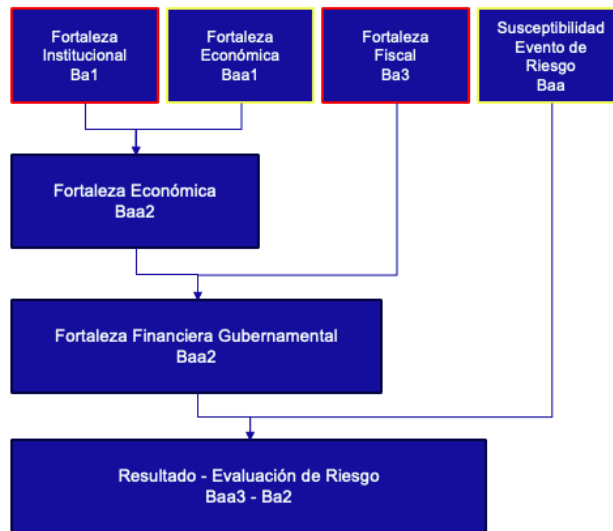 Fortaleza
Institucional
Ba1
Fortaleza
Económica
Baa1
Fortaleza
Fiscal
Ba3
Susceptibilidad
Evento de
Riesgo
Baa
Fortaleza Económica
Baa2
Fortaleza Financiera Gubernamental
Baa2
Resultado - Evaluación de Riesgo
Baa3 - Ba2